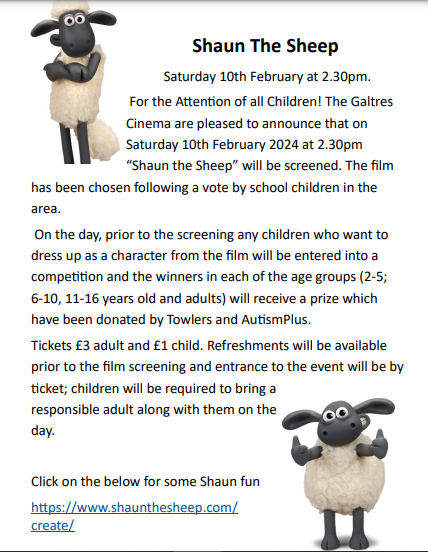 Shaun The Sheep
Saturday 10th February at 2.30pm.
For the Attention of all Children! The Galtres
Cinema are pleased to announce that on
Saturday 10th February 2024 at 2.30pm
“Shaun the Sheep” will be screened. The film
has been chosen following a vote by school children in the
area.
On the day, prior to the screening any children who want to
dress up as a character from the film will be entered into a
competition and the winners in each of the age groups (2-5;
6-10, 11-16 years old and adults) will receive a prize which
have been donated by Towlers and AutismPlus.
Tickets £3 adult and £1 child. Refreshments will be available
prior to the film screening and entrance to the event will be by
ticket; children will be required to bring a
responsible adult along with them on the
day.
Click on the below for some Shaun fun
https://www.shaunthesheep.com/
create/